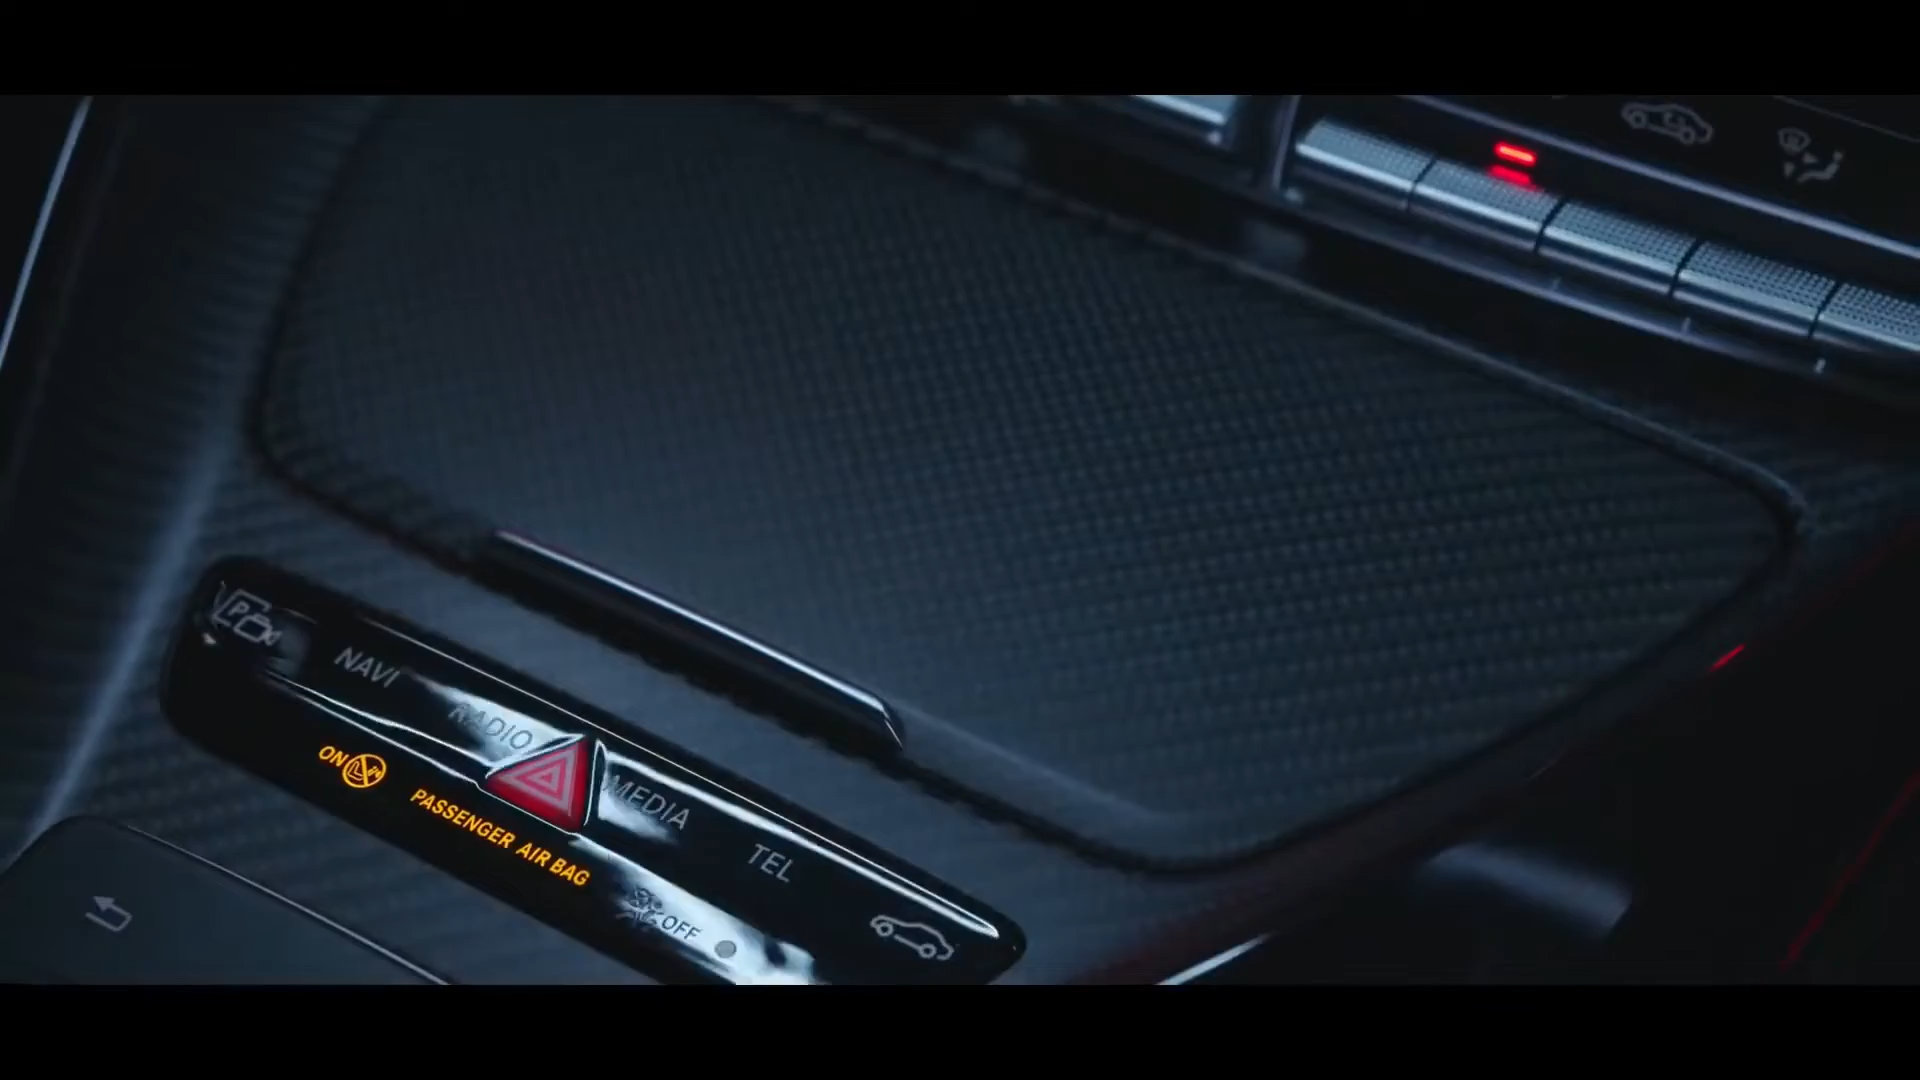 P
NAVI
RADIO
MEDIA
TEL
ON
PASSENGER AIR BAG
OFF